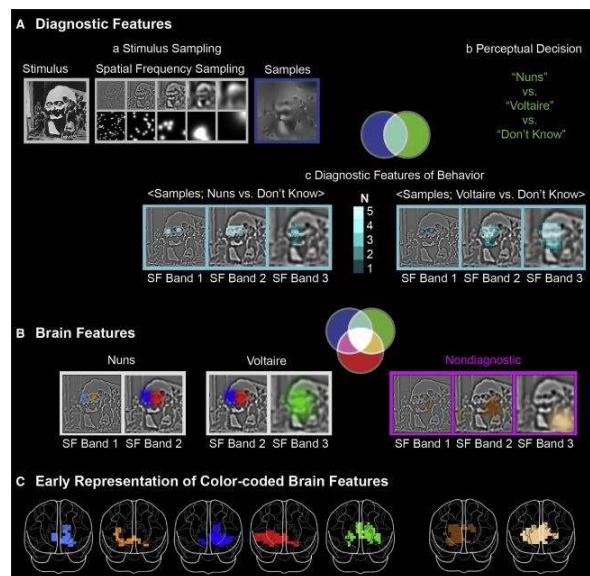 A Diagnostic Features
a Stimulus Sampling
b Perceptual Decision
Stimulus
Spatial Frequency Sampling
Samples
“Nuns”
vs.
“Voltaire”
vs.
“Don't Know”
c Diagnostic Features of Behavior
<Samples; Nuns vs. Don't Know>
N
<Samples; Voltaire vs. Don't Know>
5
4
3
2
1
SF Band 1 SF Band 2 SF Band 3
SF Band 1 SF Band 2 SF Band 3
B Brain Features
Nuns
Voltaire
Nondiagnostic
SF Band 1 SF Band 2
SF Band 2 SF Band 3
SF Band 1 SF Band 2 SF Band 3
C Early Representation of Color-coded Brain Features